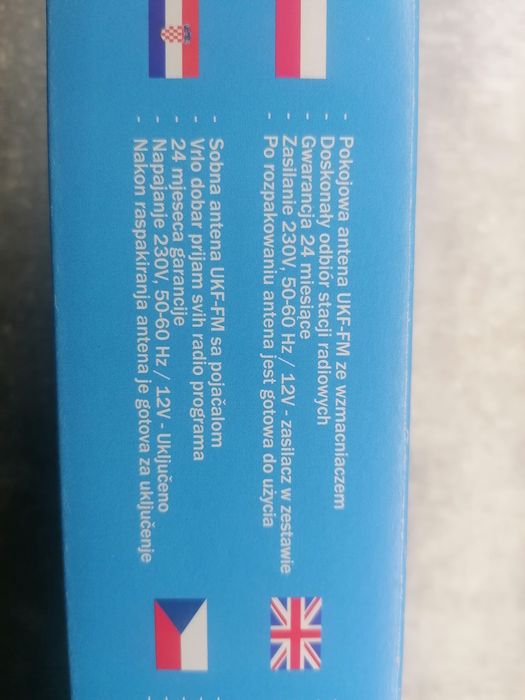 - Pokojowa antena UKF-FM ze wzmacniaczem
- Doskonały odbiór stacji radiowych
- Gwarancja 24 miesiące
- Zasilanie 230V, 50-60 Hz / 12V - zasilacz w zestawie
- Po rozpakowaniu antena jest gotowa do użycia
- Sobna antena UKF-FM sa pojačalom
- Vrlo dobar prijam svih radio programa
- 24 mjeseca garancije
- Napajanje 230V, 50-60 Hz / 12V - Uključeno
- Nakon raspakiranja antena je gotova za uključenje